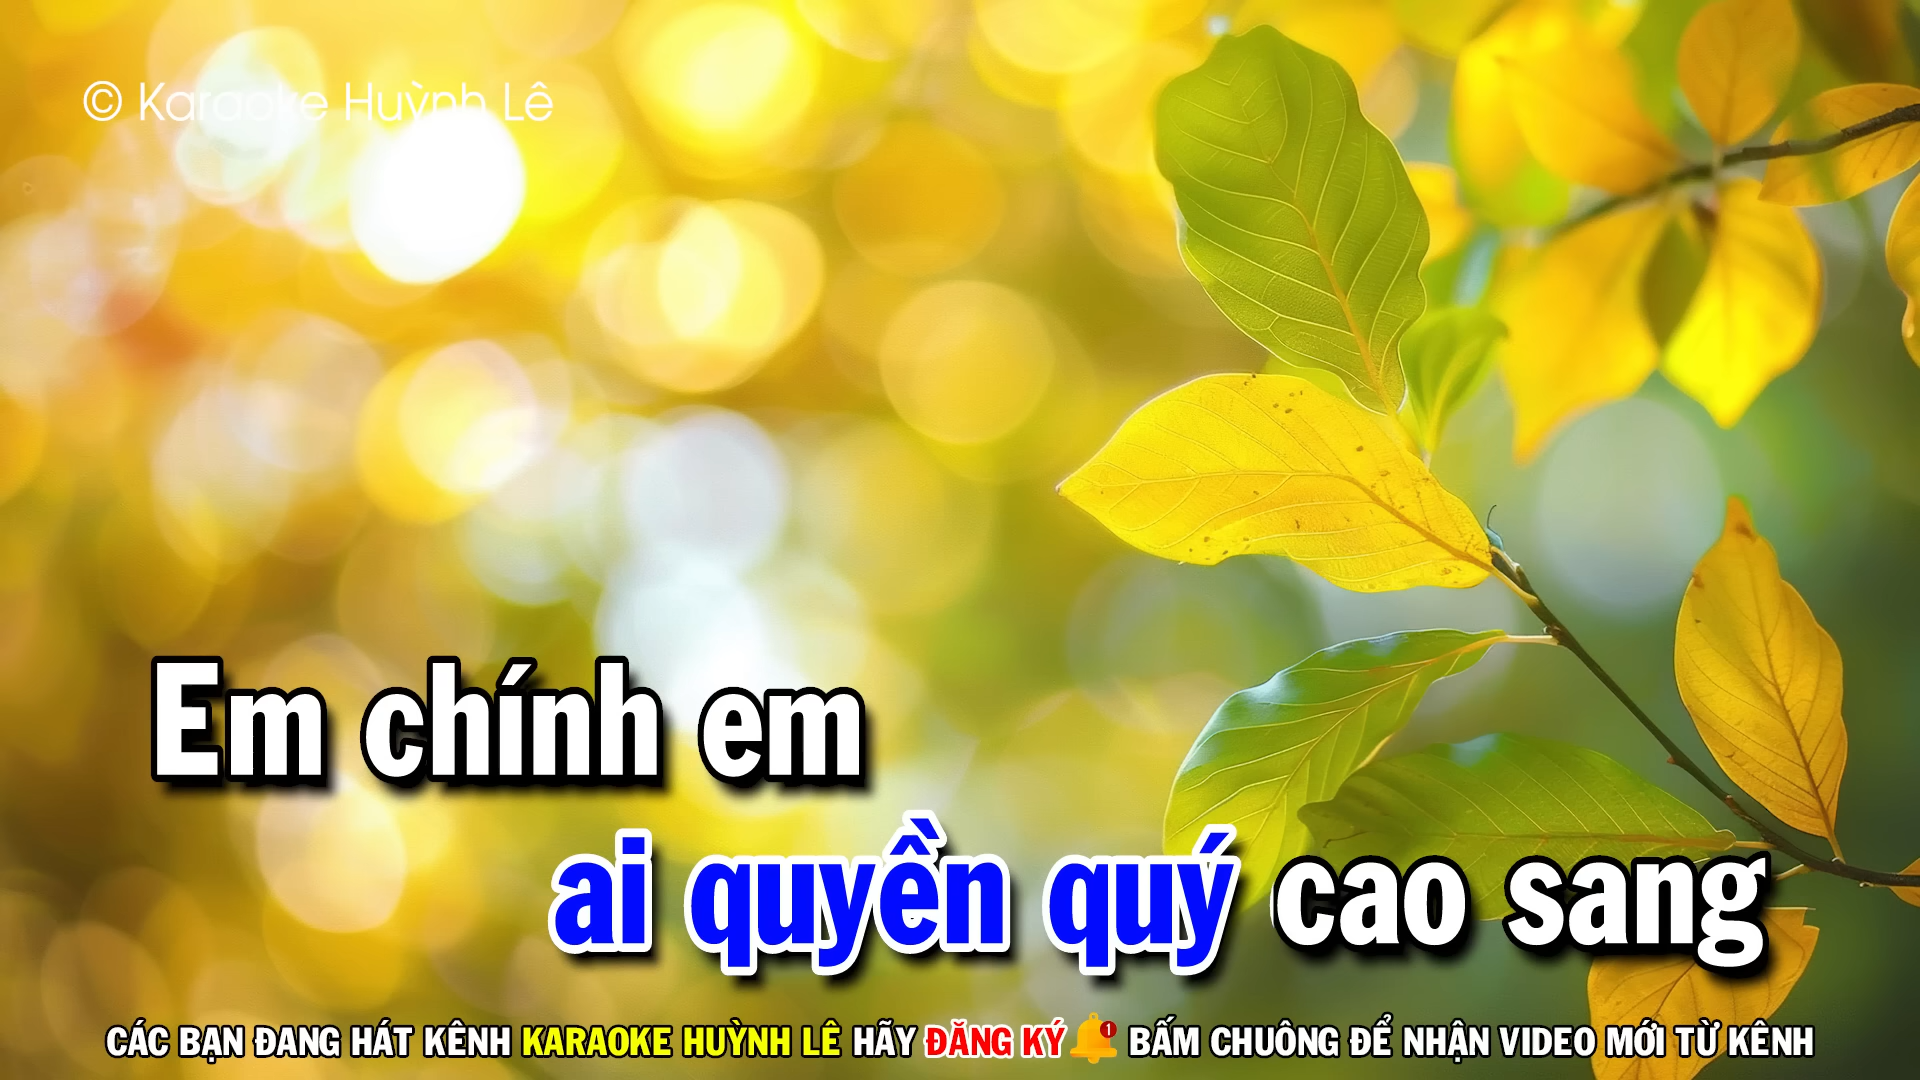 © Karaoke Huỳnh Lê
Em chính em
ai quyền quý cao sang
CÁC BẠN ĐANG HÁT KÊNH KARAOKE HUỲNH LÊ HÃY ĐĂNG KÝ 1 BẤM CHUÔNG ĐỂ NHẬN VIDEO MỚI TỪ KÊNH